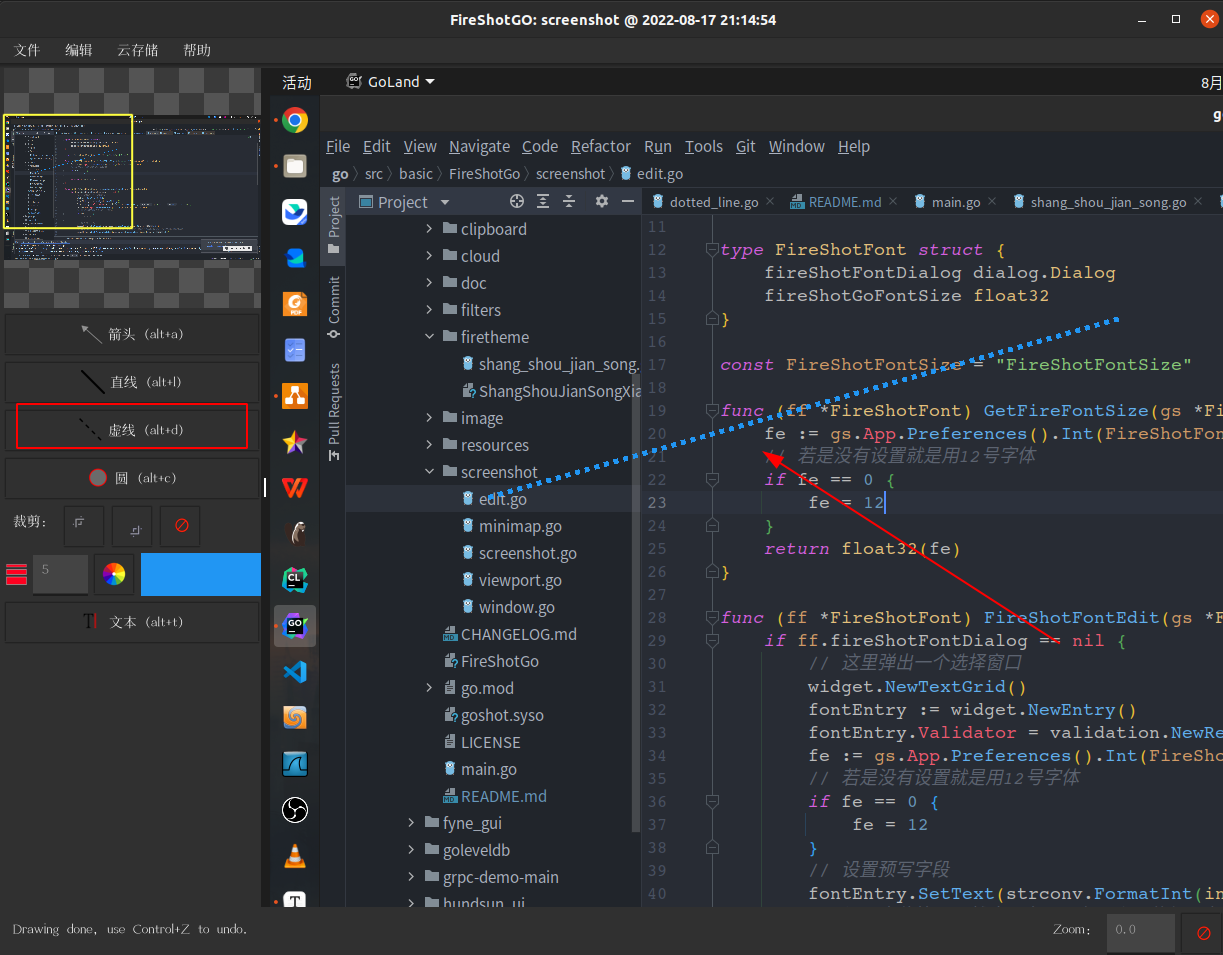 FireShotGO: screenshot @ 2022-08-17 21:14:54
文件 编辑 云存储 帮助
箭头 (alt+a)
直线 (alt+l)
虚线 (alt+d)
圆 (alt+c)
裁剪:
5
文本 (alt+t)
活动 GoLand 8月
g
File Edit View Navigate Code Refactor Run Tools Git Window Help
go src basic FireShotGo screenshot edit.go
Project
Commit
Pull Requests
Project
clipboard
cloud
doc
filters
firetheme
shang_shou_jian_song.
ShangShouJianSongXia
image
resources
screenshot
edit.go
minimap.go
screenshot.go
viewport.go
window.go
CHANGELOG.md
FireShotGo
go.mod
goshot.syso
LICENSE
main.go
README.md
fyne_gui
goleveldb
grpc-demo-main
hundsun_ui
dotted_line.go README.md main.go shang_shou_jian_song.go
11
12 type FireShotFont struct {
13 fireShotFontDialog dialog.Dialog
14 fireShotGoFontSize float32
15 }
16
17 const FireShotFontSize = "FireShotFontSize"
18
19 func (ff *FireShotFont) GetFireFontSize(gs *Fi
20 fe := gs.App.Preferences().Int(FireShotFon
21 // 若是没有设置就是用12号字体
22 if fe == 0 {
23 fe = 12
24 }
25 return float32(fe)
26 }
27
28 func (ff *FireShotFont) FireShotFontEdit(gs *F
29 if ff.fireShotFontDialog == nil {
30 // 这里弹出一个选择窗口
31 widget.NewTextGrid()
32 fontEntry := widget.NewEntry()
33 fontEntry.Validator = validation.NewRe
34 fe := gs.App.Preferences().Int(FireSho
35 // 若是没有设置就是用12号字体
36 if fe == 0 {
37 fe = 12
38 }
39 // 设置预写字段
40 fontEntry.SetText(strconv.FormatInt(in
Drawing done, use Control+Z to undo. Zoom: 0.0